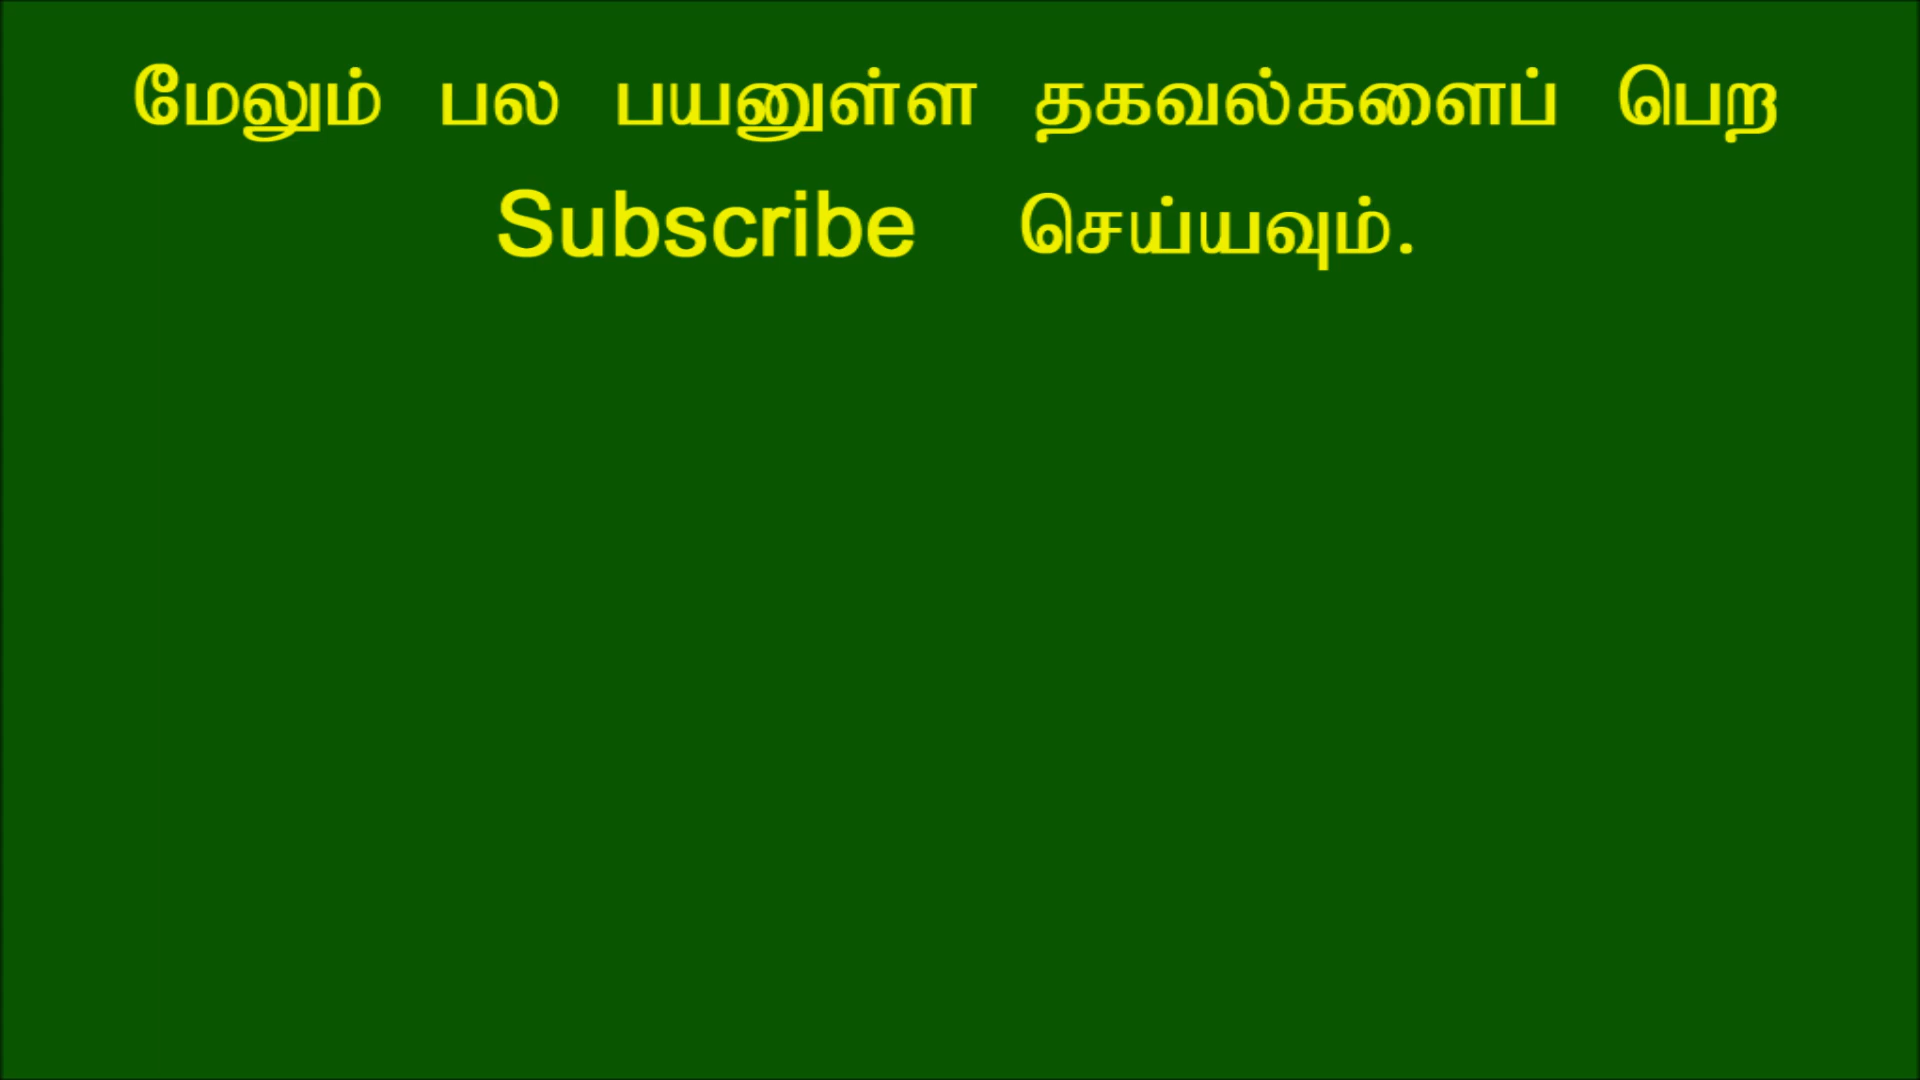 மேலும் பல பயனுள்ள தகவல்களைப் பெற
Subscribe செய்யவும்.